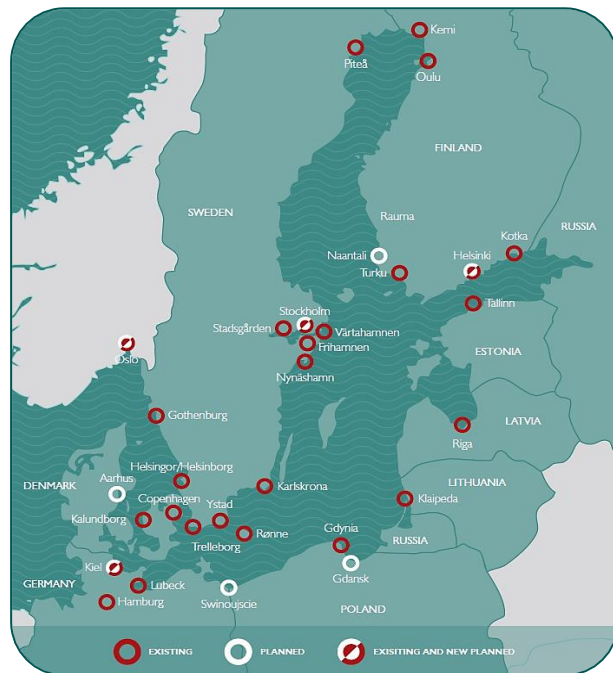 Kemi
Piteå
Oulu
FINLAND
SWEDEN
Rauma
RUSSIA
Kotka
Naantali
Helsinki
Turku
Stockholm
Tallinn
Stadsgården
Värtahamnen
Frihamnen
Oslo
ESTONIA
Nynäshamn
Gothenburg
LATVIA
Riga
Helsingor/Helsinborg
DENMARK
Aarhus
LITHUANIA
Karlskrona
Copenhagen
Klaipeda
Kalundborg
Ystad
Rønne
Gdynia
RUSSIA
Trelleborg
Kiel
Gdansk
GERMANY
Lubeck
Swinoujscie
Hamburg
POLAND
EXISTING
PLANNED
EXISITING AND NEW PLANNED